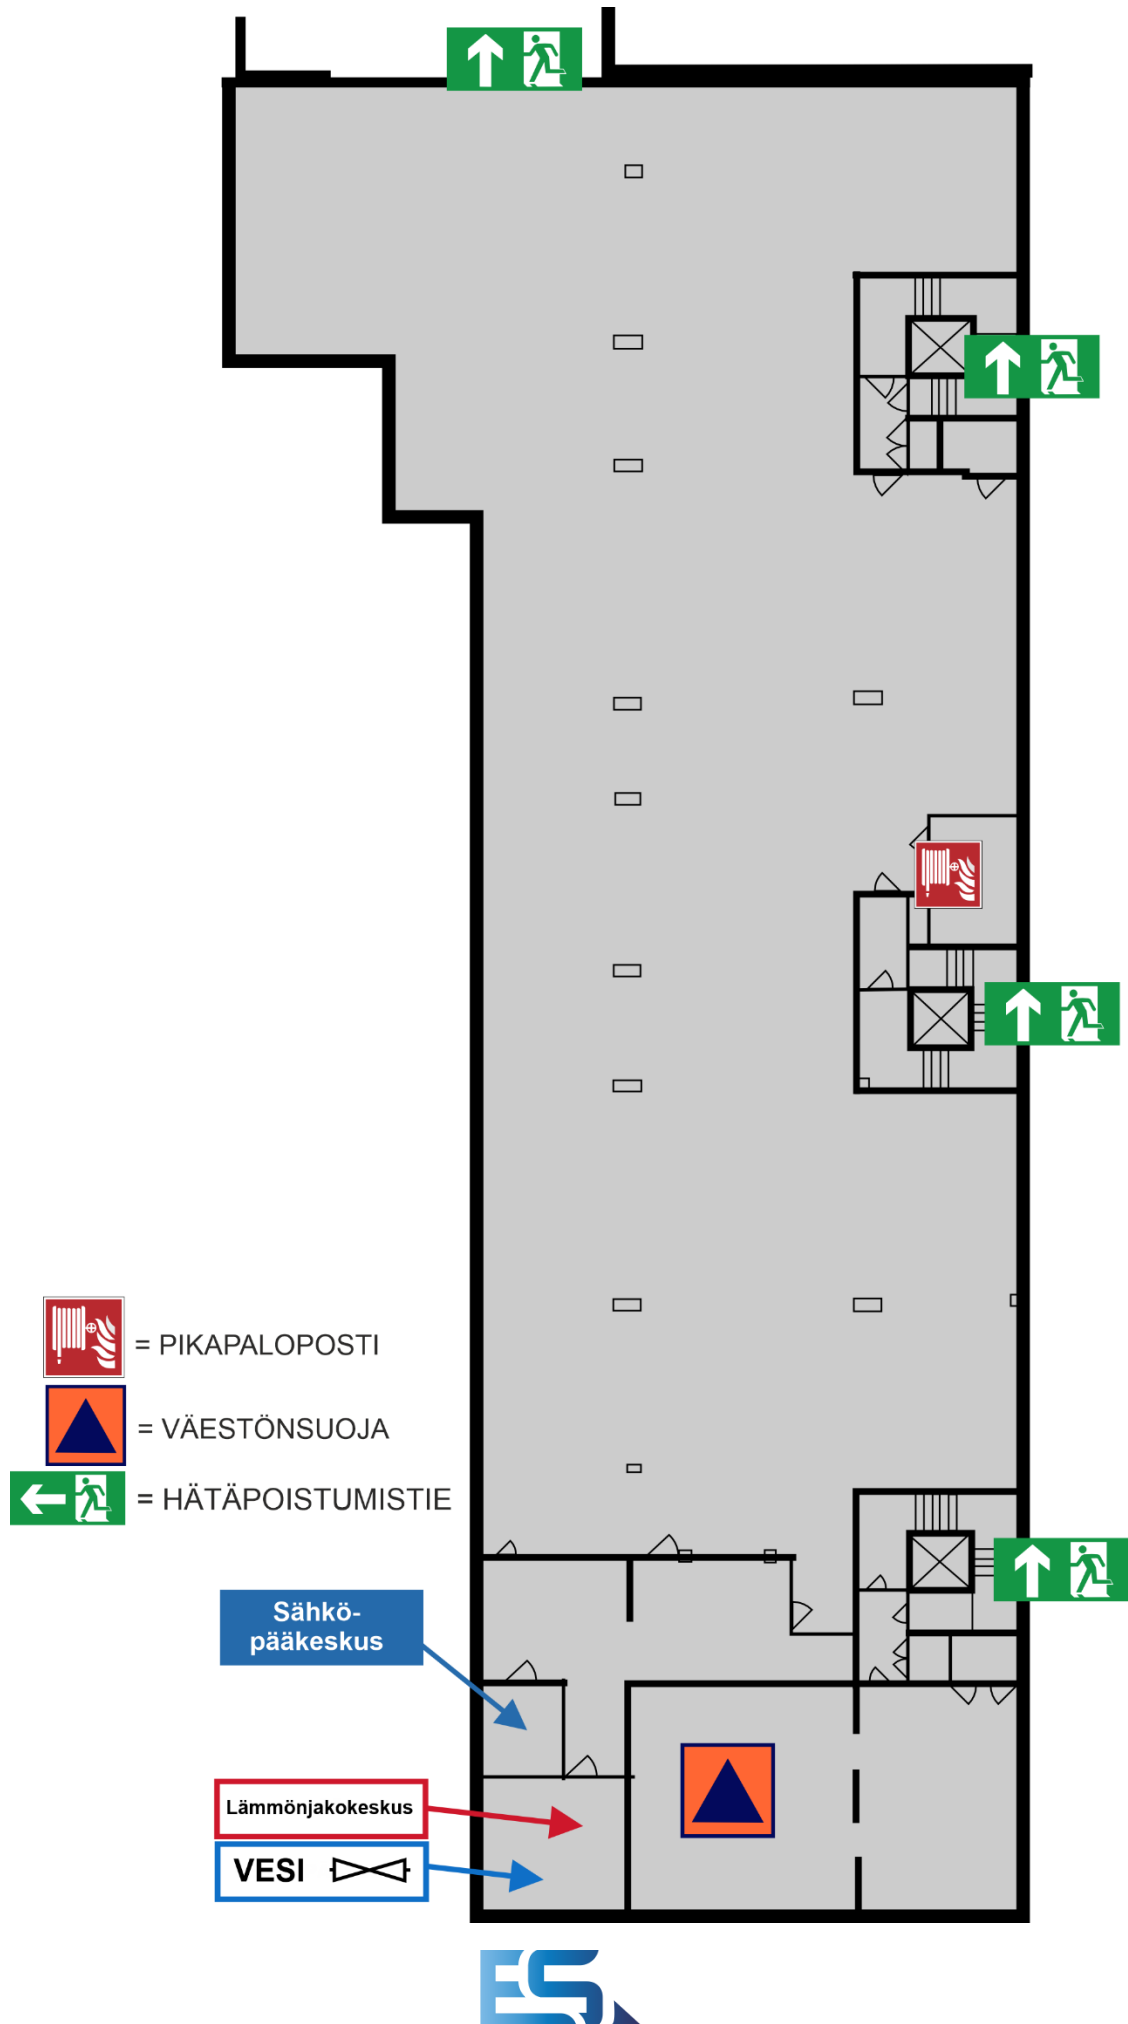 = PIKAPALOPOSTI
= VÄESTÖNSUOJA
= HÄTÄPOISTUMISTIE
Sähkö-
pääkeskus
Lämmönjakokeskus
VESI